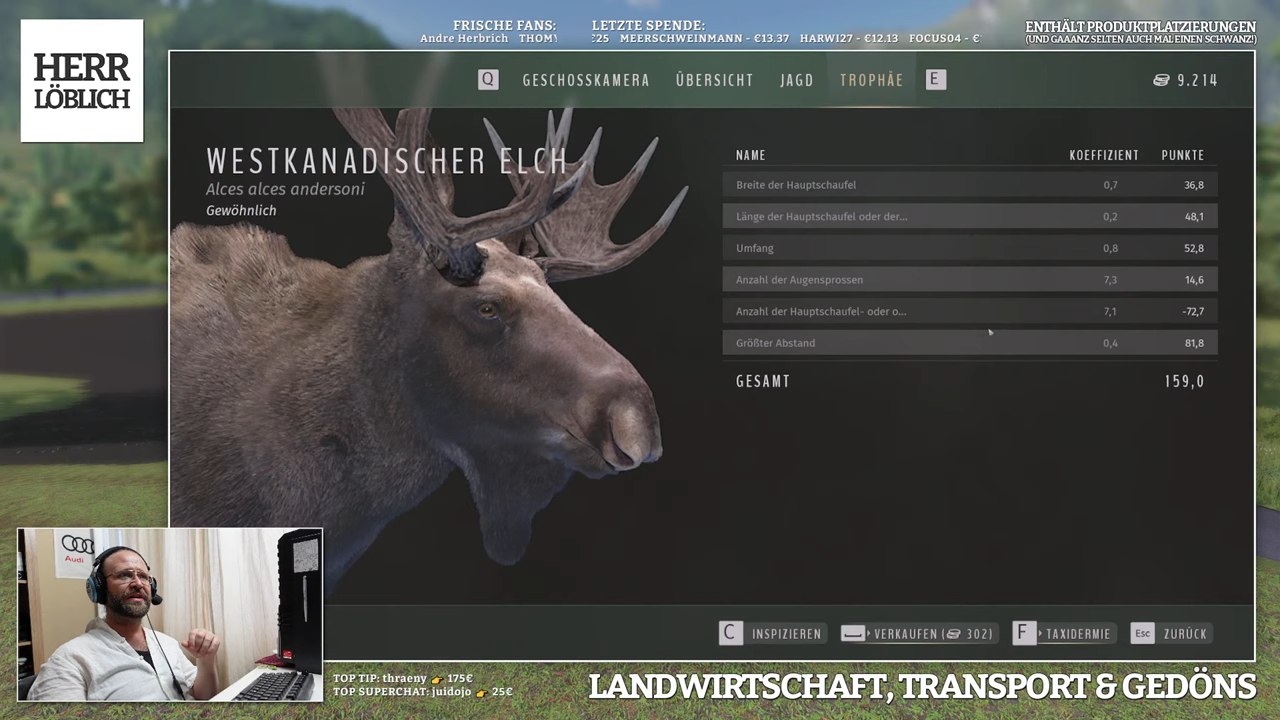 HERR
LÖBLICH
FRISCHE FANS:
Andre Herbrich THOM
LETZTE SPENDE:
:25 MEERSCHWEINMANN - €13.37 HARWI27 - €12.13 FOCUS04 - €
ENTHÄLT PRODUKTPLATZIERUNGEN
(UND GAAANZ SELTEN AUCH MAL EINEN SCHWANZ!)
Q GESCHOSSKAMERA ÜBERSICHT JAGD TROPHÄE E
9.214
WESTKANADISCHER ELCH
Alces alces andersoni
Gewöhnlich
NAME KOEFFIZIENT PUNKTE
Breite der Hauptschaufel 0,7 36,8
Länge der Hauptschaufel oder der... 0,2 48,1
Umfang 0,8 52,8
Anzahl der Augensprossen 7,3 14,6
Anzahl der Hauptschaufel- oder o... 7,1 -72,7
Größter Abstand 0,4 81,8
GESAMT 159,0
Audi
C INSPIZIEREN VERKAUFEN ( 302) F TAXIDERMIE Esc ZURÜCK
TOP TIP: thraeny 👉 175€
TOP SUPERCHAT: juidojo 👉 25€
LANDWIRTSCHAFT, TRANSPORT & GEDÖNS